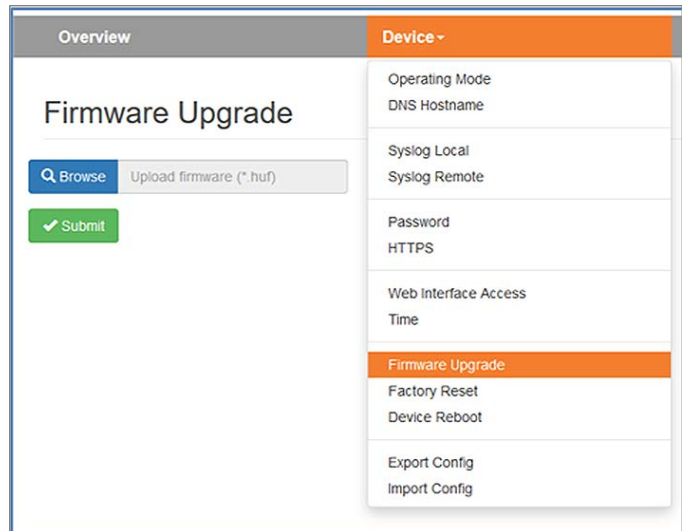 Overview
Device
Firmware Upgrade
Browse
Upload firmware (*.huf)
Submit
Operating Mode
DNS Hostname
Syslog Local
Syslog Remote
Password
HTTPS
Web Interface Access
Time
Firmware Upgrade
Factory Reset
Device Reboot
Export Config
Import Config